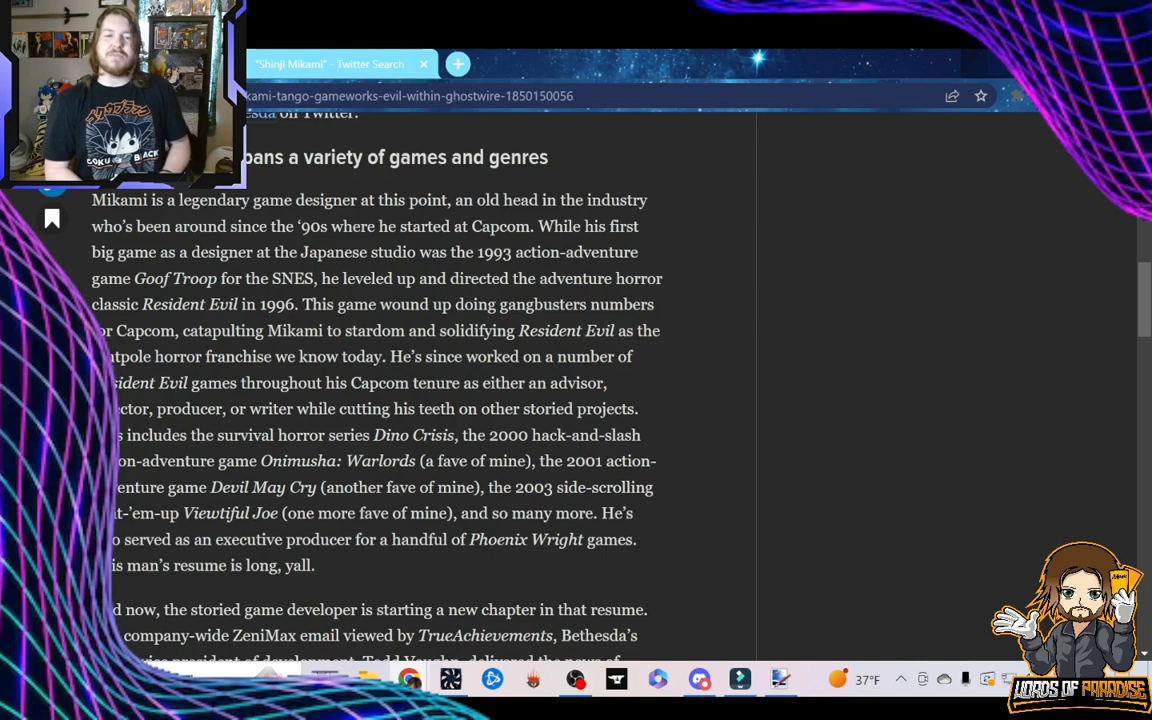 "Shinji Mikami" - Twitter Search
kami-tango-gameworks-evil-within-ghostwire-1850150056
esda on Twitter.
pans a variety of games and genres
Mikami is a legendary game designer at this point, an old head in the industry
who's been around since the '90s where he started at Capcom. While his first
big game as a designer at the Japanese studio was the 1993 action-adventure
game Goof Troop for the SNES, he leveled up and directed the adventure horror
classic Resident Evil in 1996. This game wound up doing gangbusters numbers
or Capcom, catapulting Mikami to stardom and solidifying Resident Evil as the
ntpole horror franchise we know today. He's since worked on a number of
sident Evil games throughout his Capcom tenure as either an advisor,
ector, producer, or writer while cutting his teeth on other storied projects.
s includes the survival horror series Dino Crisis, the 2000 hack-and-slash
on-adventure game Onimusha: Warlords (a fave of mine), the 2001 action-
venture game Devil May Cry (another fave of mine), the 2003 side-scrolling
at-'em-up Viewtiful Joe (one more fave of mine), and so many more. He's
o served as an executive producer for a handful of Phoenix Wright games.
is man's resume is long, yall.
d now, the storied game developer is starting a new chapter in that resume.
company-wide ZeniMax email viewed by TrueAchievements, Bethesda's
vice president of development, Todd Vaughn, delivered the news of
37°F
GOKU BLACK
WORDS OF PARADISE